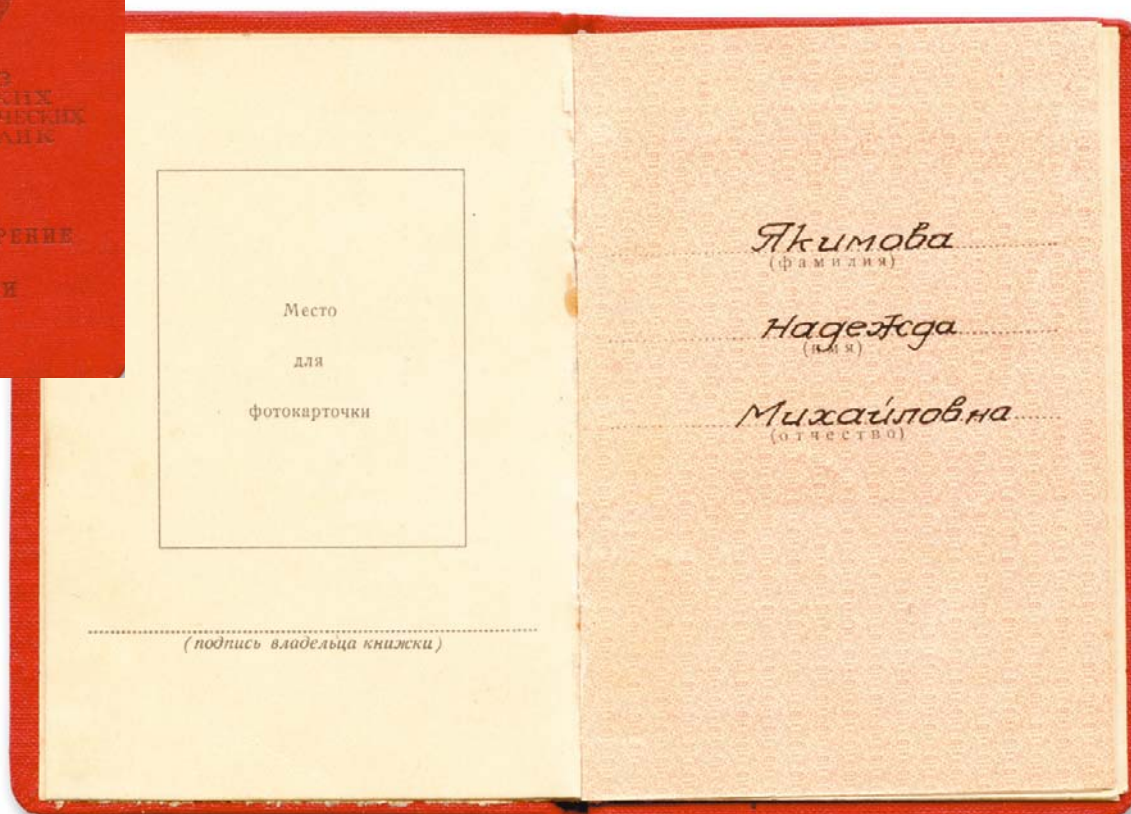 Место
для
фотокарточки
(подпись владельца книжки)
Якимова
(фамилия)
Надежда
(имя)
Михайловна
(отчество)